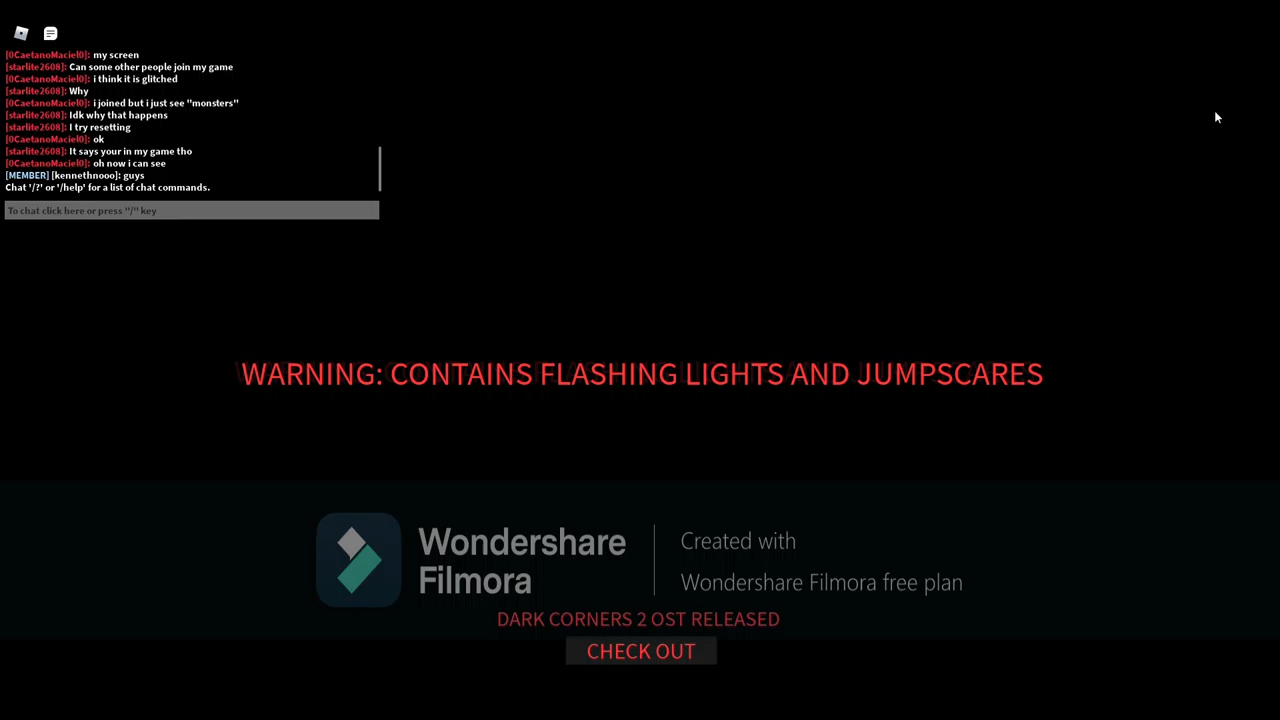 [0CaetanoMaciel0]: my screen
[starlite2608]: Can some other people join my game
[0CaetanoMaciel0]: i think it is glitched
[starlite2608]: Why
[0CaetanoMaciel0]: i joined but i just see "monsters"
[starlite2608]: Idk why that happens
[starlite2608]: I try resetting
[0CaetanoMaciel0]: ok
[starlite2608]: It says your in my game tho
[0CaetanoMaciel0]: oh now i can see
[MEMBER] [kennethnooo]: guys
Chat '/?' or '/help' for a list of chat commands.
To chat click here or press "/" key
WARNING: CONTAINS FLASHING LIGHTS AND JUMPSCARES
Wondershare
Filmora
Created with
Wondershare Filmora free plan
DARK CORNERS 2 OST RELEASED
CHECK OUT